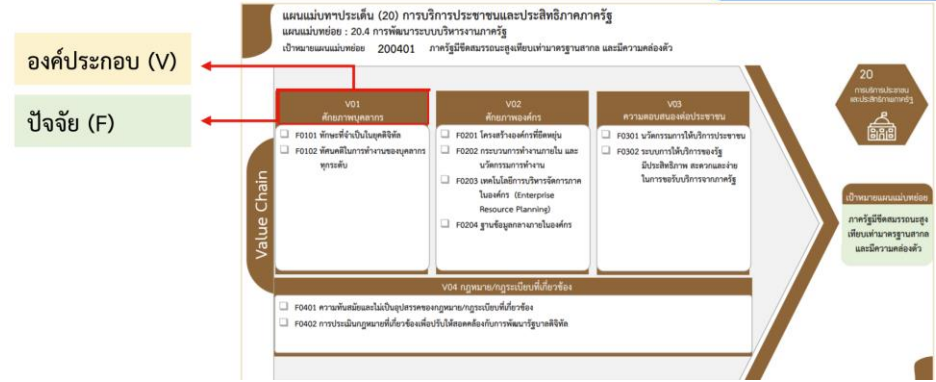 แผนแม่บทฯประเด็น (20) การบริการประชาชนและประสิทธิภาคภาครัฐ
แผนแม่บทย่อย : 20.4 การพัฒนาระบบบริหารงานภาครัฐ
เป้าหมายแผนแม่บทย่อย 200401 ภาครัฐมีขีดสมรรถนะสูงเทียบเท่ามาตรฐานสากล และมีความคล่องตัว
องค์ประกอบ (V)
ปัจจัย (F)
Value Chain
V01
ศักยภาพบุคลากร
F0101 ทักษะที่จำเป็นในยุคดิจิทัล
F0102 ทัศนคติในการทำงานของบุคลากร
ทุกระดับ
V02
ศักยภาพองค์กร
F0201 โครงสร้างองค์กรที่ยืดหยุ่น
F0202 กระบวนการทำงานภายใน และ
นวัตกรรมการทำงาน
F0203 เทคโนโลยีการบริหารจัดการภาค
ในองค์กร (Enterprise
Resource Planning)
F0204 ฐานข้อมูลกลางภายในองค์กร
V03
ความตอบสนองต่อประชาชน
F0301 นวัตกรรมการให้บริการประชาชน
F0302 ระบบการให้บริการของรัฐ
มีประสิทธิภาพ สะดวกและง่าย
ในการขอรับบริการจากภาครัฐ
V04 กฎหมาย/กฎระเบียบที่เกี่ยวข้อง
F0401 ความทันสมัยและไม่เป็นอุปสรรคของกฎหมาย/กฎระเบียบที่เกี่ยวข้อง
F0402 การประเมินกฎหมายที่เกี่ยวข้องเพื่อปรับให้สอดคล้องกับการพัฒนารัฐบาลดิจิทัล
20
การบริการประชาชน
และประสิทธิภาพภาครัฐ
เป้าหมายแผนแม่บทย่อย
ภาครัฐมีขีดสมรรถนะสูง
เทียบเท่ามาตรฐานสากล
และมีความคล่องตัว